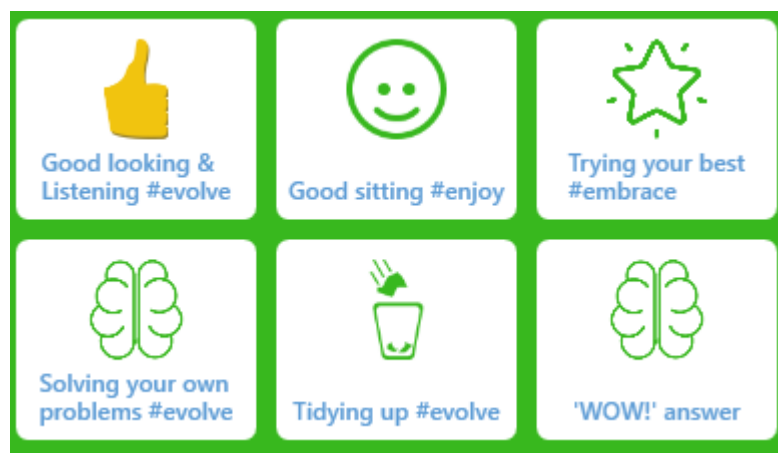 Good looking &
Listening #evolve
Good sitting #enjoy
Trying your best
#embrace
Solving your own
problems #evolve
Tidying up #evolve
'WOW!' answer